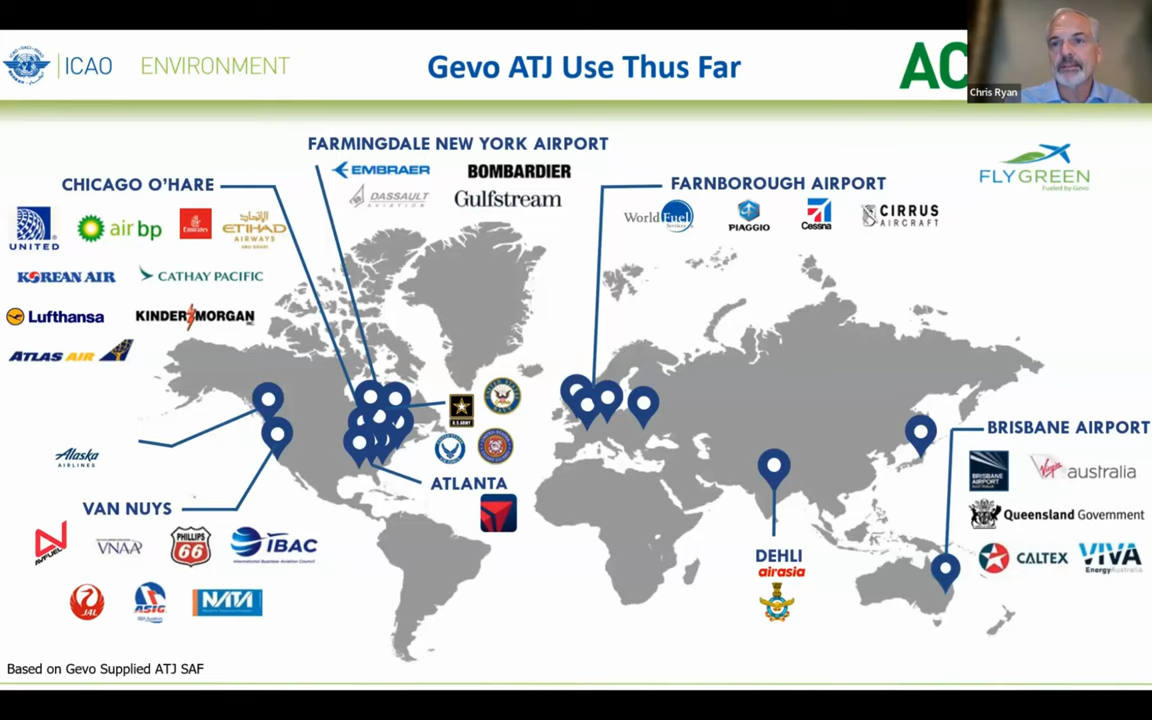 ICAO ENVIRONMENT
Gevo ATJ Use Thus Far
AC
Chris Ryan
FARMINGDALE NEW YORK AIRPORT
EMBRAER BOMBARDIER
DASSAULT AVIATION Gulfstream
CHICAGO O'HARE
UNITED air bp Emirates ETIHAD AIRWAYS
KOREAN AIR CATHAY PACIFIC
Lufthansa KINDER MORGAN
ATLAS AIR
FARNBOROUGH AIRPORT
World Fuel Services PIAGGIO Cessna CIRRUS AIRCRAFT
FLYGREEN
Fueled by Gevo
U.S. ARMY
Alaska AIRLINES
ATLANTA
VAN NUYS
AVFUEL VNAA PHILLIPS 66 IBAC
International Business Aviation Council
JAL ASIG NATA
DEHLI
airasia
BRISBANE AIRPORT
BRISBANE AIRPORT Virgin australia
Queensland Government
CALTEX VIVA Energy Australia
Based on Gevo Supplied ATJ SAF